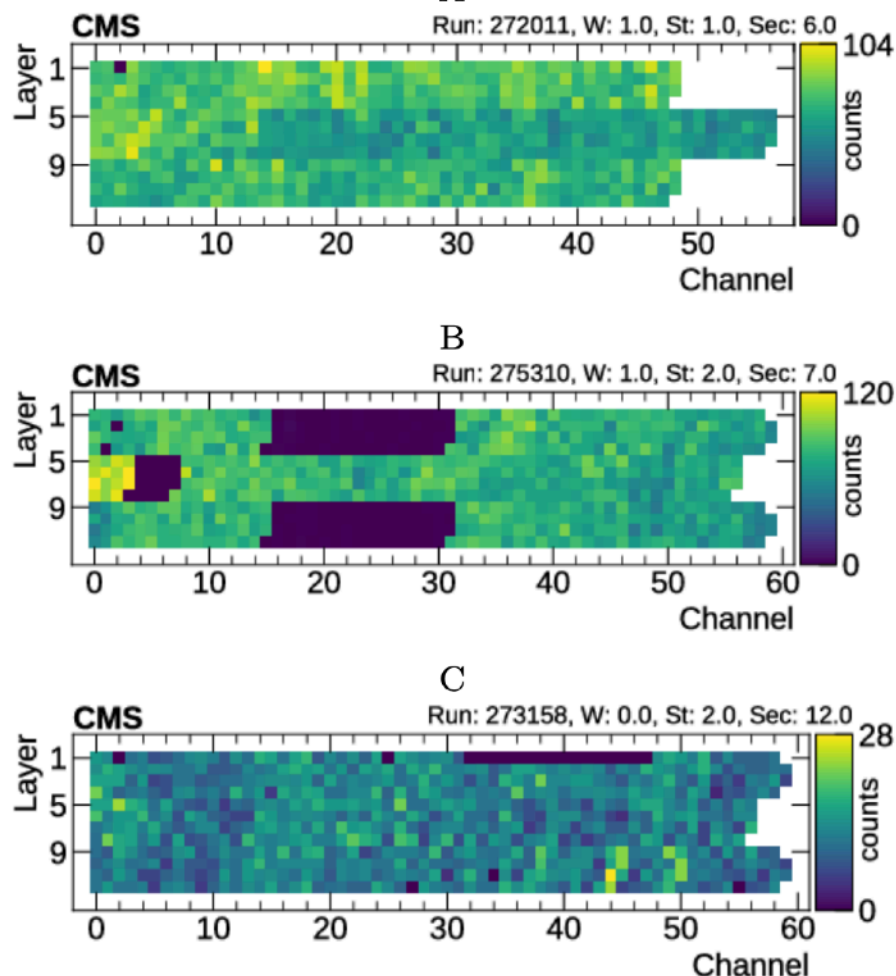 CMS Run: 272011, W: 1.0, St: 1.0, Sec: 6.0
Layer
1
5
9
104
counts
0
0 10 20 30 40 50
Channel
B
CMS Run: 275310, W: 1.0, St: 2.0, Sec: 7.0
Layer
1
5
9
120
counts
0
0 10 20 30 40 50 60
Channel
C
CMS Run: 273158, W: 0.0, St: 2.0, Sec: 12.0
Layer
1
5
9
28
counts
0
0 10 20 30 40 50 60
Channel